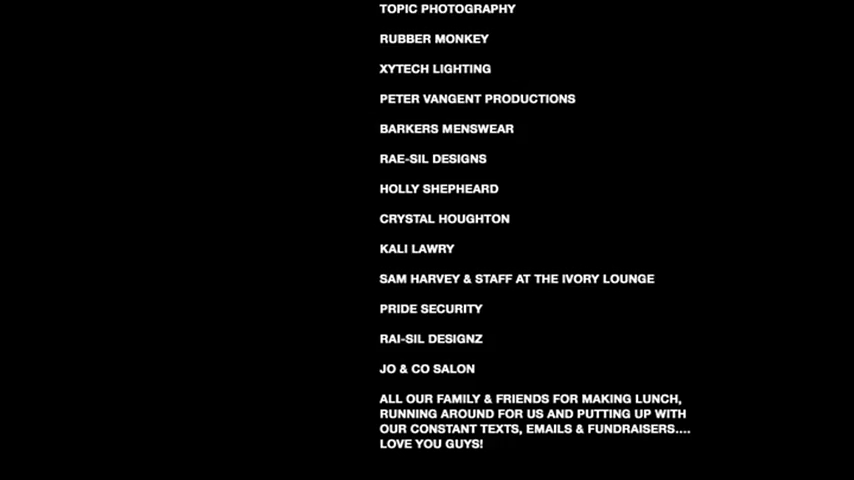 TOPIC PHOTOGRAPHY
RUBBER MONKEY
XYTECH LIGHTING
PETER VANGENT PRODUCTIONS
BARKERS MENSWEAR
RAE-SIL DESIGNS
HOLLY SHEPHEARD
CRYSTAL HOUGHTON
KALI LAWRY
SAM HARVEY & STAFF AT THE IVORY LOUNGE
PRIDE SECURITY
RAI-SIL DESIGNZ
JO & CO SALON
ALL OUR FAMILY & FRIENDS FOR MAKING LUNCH,
RUNNING AROUND FOR US AND PUTTING UP WITH
OUR CONSTANT TEXTS, EMAILS & FUNDRAISERS....
LOVE YOU GUYS!